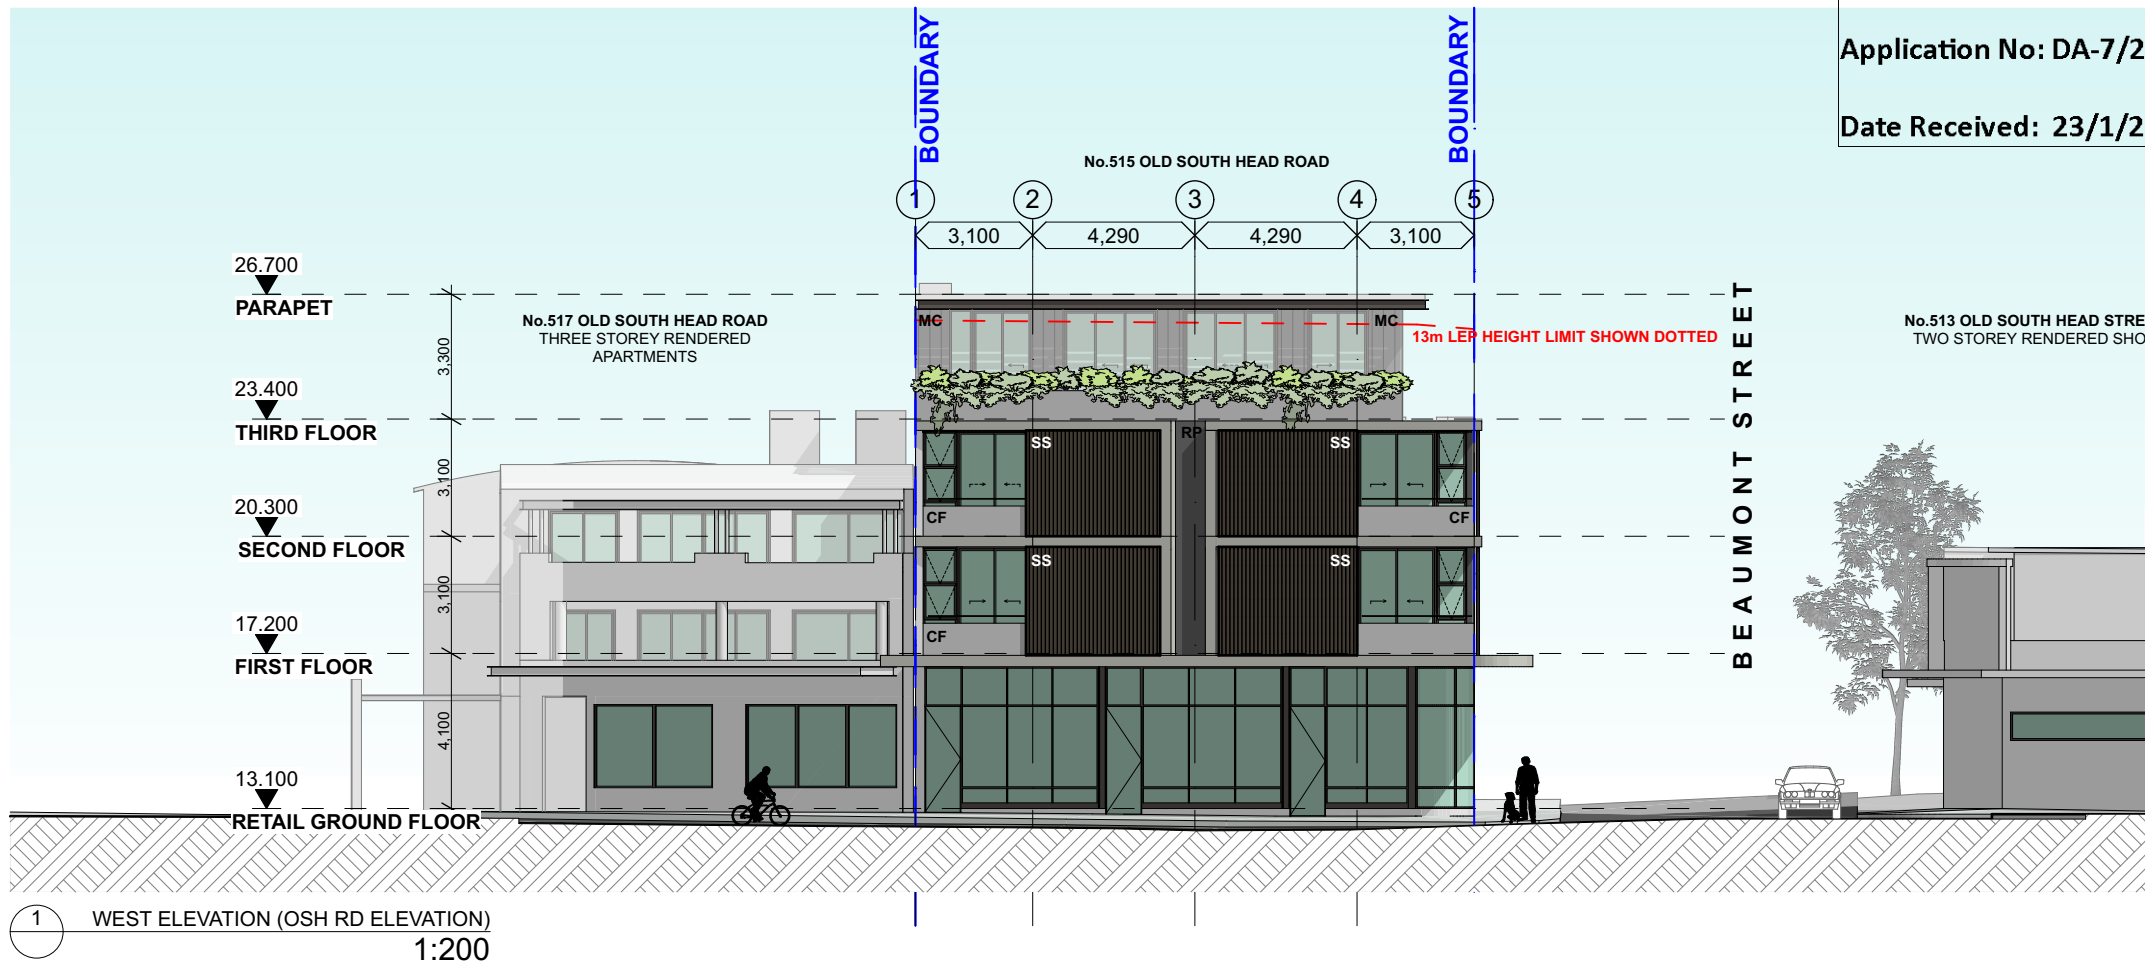 Application No: DA-7/2
Date Received: 23/1/2
BOUNDARY
BOUNDARY
No.515 OLD SOUTH HEAD ROAD
1 2 3 4 5
3,100 4,290 4,290 3,100
26.700
PARAPET
3,300
23.400
THIRD FLOOR
3,100
20.300
SECOND FLOOR
3,100
17.200
FIRST FLOOR
4,100
13.100
RETAIL GROUND FLOOR
No.517 OLD SOUTH HEAD ROAD
THREE STOREY RENDERED
APARTMENTS
MC MC
13m LEP HEIGHT LIMIT SHOWN DOTTED
RP
SS SS
CF CF
SS SS
CF
BEAUMONT STREET
No.513 OLD SOUTH HEAD STRE
TWO STOREY RENDERED SHO
1 WEST ELEVATION (OSH RD ELEVATION)
1:200